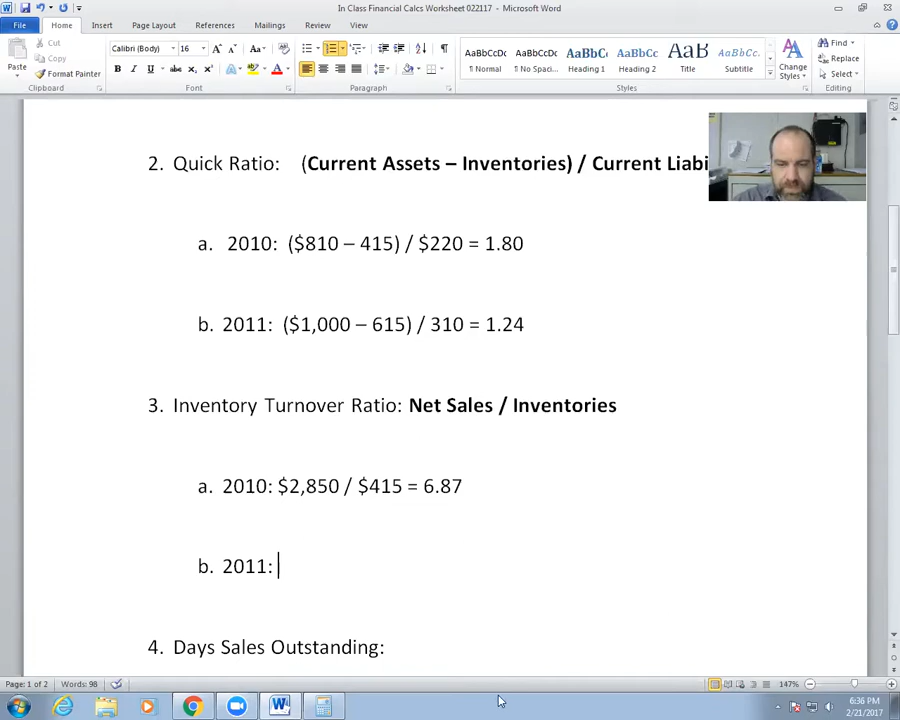 In Class Financial Calcs Worksheet 022117 - Microsoft Word
File Home Insert Page Layout References Mailings Review View
Paste
Cut
Copy
Format Painter
Clipboard
Calibri (Body) 16
Font
Paragraph
AaBbCcDc AaBbCcDc AaBbCc AaBbCc AaB AaBbCc.
¶ Normal ¶ No Spaci... Heading 1 Heading 2 Title Subtitle
Styles
Change Styles
Find
Replace
Select
Editing
2. Quick Ratio: (Current Assets – Inventories) / Current Liabi
a. 2010: ($810 – 415) / $220 = 1.80
b. 2011: ($1,000 – 615) / 310 = 1.24
3. Inventory Turnover Ratio: Net Sales / Inventories
a. 2010: $2,850 / $415 = 6.87
b. 2011:
4. Days Sales Outstanding:
Page: 1 of 2 Words: 98 147%
6:36 PM
2/21/2017